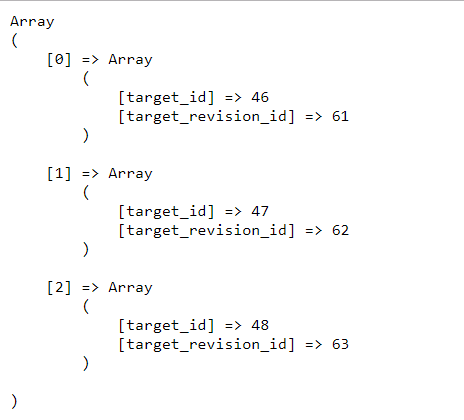 Array
(
    [0] => Array
        (
            [target_id] => 46
            [target_revision_id] => 61
        )

    [1] => Array
        (
            [target_id] => 47
            [target_revision_id] => 62
        )

    [2] => Array
        (
            [target_id] => 48
            [target_revision_id] => 63
        )

)